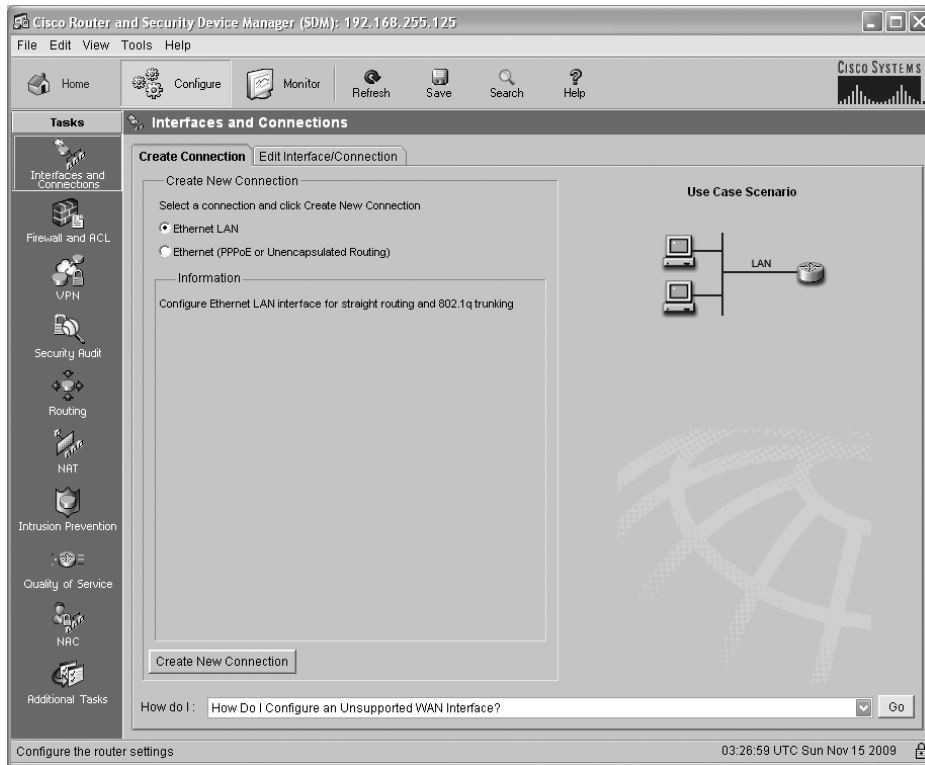 Cisco Router and Security Device Manager (SDM): 192.168.255.125
File Edit View Tools Help
Home
Configure
Monitor
Refresh
Save
Search
Help
CISCO SYSTEMS
Tasks
Interfaces and Connections
Interfaces and
Connections
Firewall and ACL
VPN
Security Audit
Routing
NAT
Intrusion Prevention
Quality of Service
NAC
Additional Tasks
Create Connection
Edit Interface/Connection
Create New Connection
Select a connection and click Create New Connection
Ethernet LAN
Ethernet (PPPoE or Unencapsulated Routing)
Information
Configure Ethernet LAN interface for straight routing and 802.1q trunking
Use Case Scenario
LAN
Create New Connection
How do I: How Do I Configure an Unsupported WAN Interface? Go
Configure the router settings
03:26:59 UTC Sun Nov 15 2009